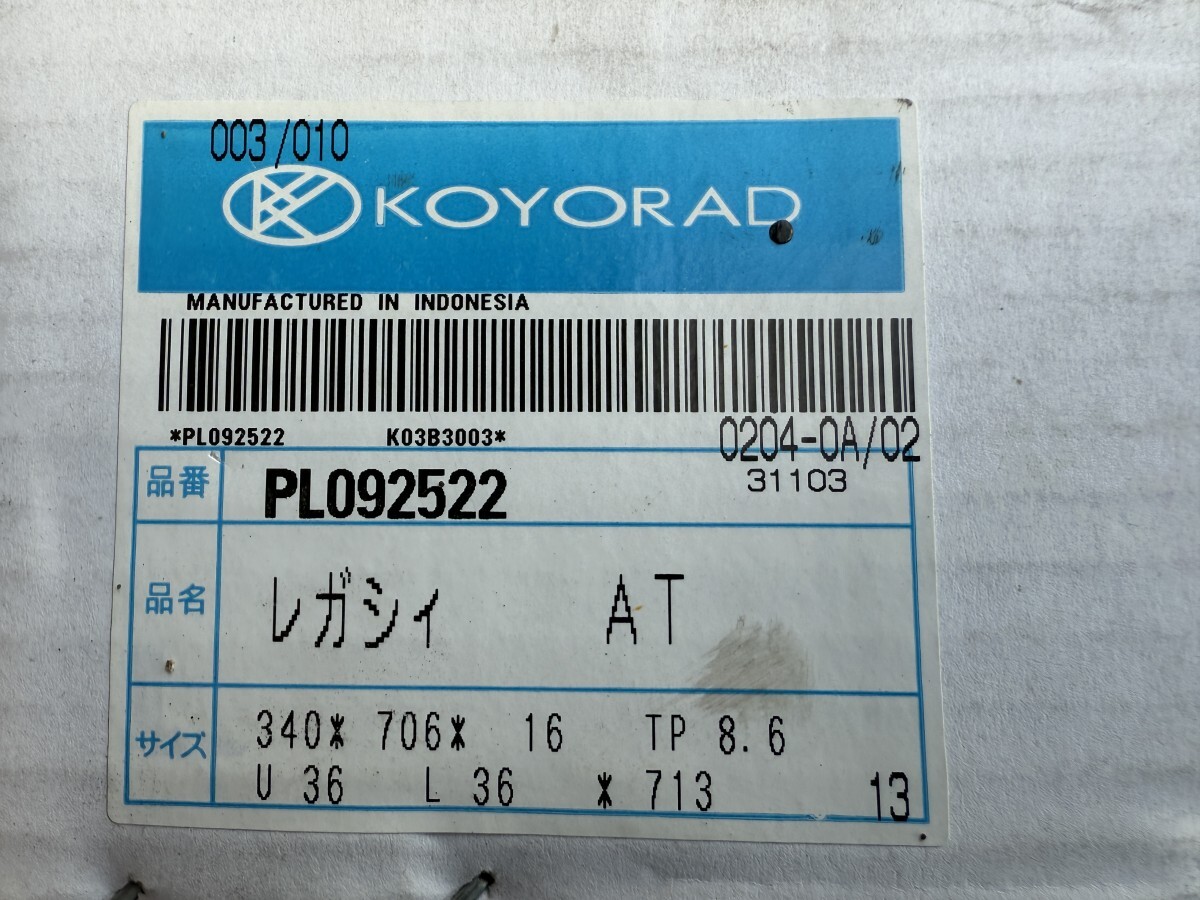 003/010
KOYORAD
MANUFACTURED IN INDONESIA
*PL092522 K03B3003*
0204-0A/02
品番 PL092522 31103
品名 レガシィ AT
サイズ 340* 706* 16 TP 8.6
U 36 L 36 * 713 13